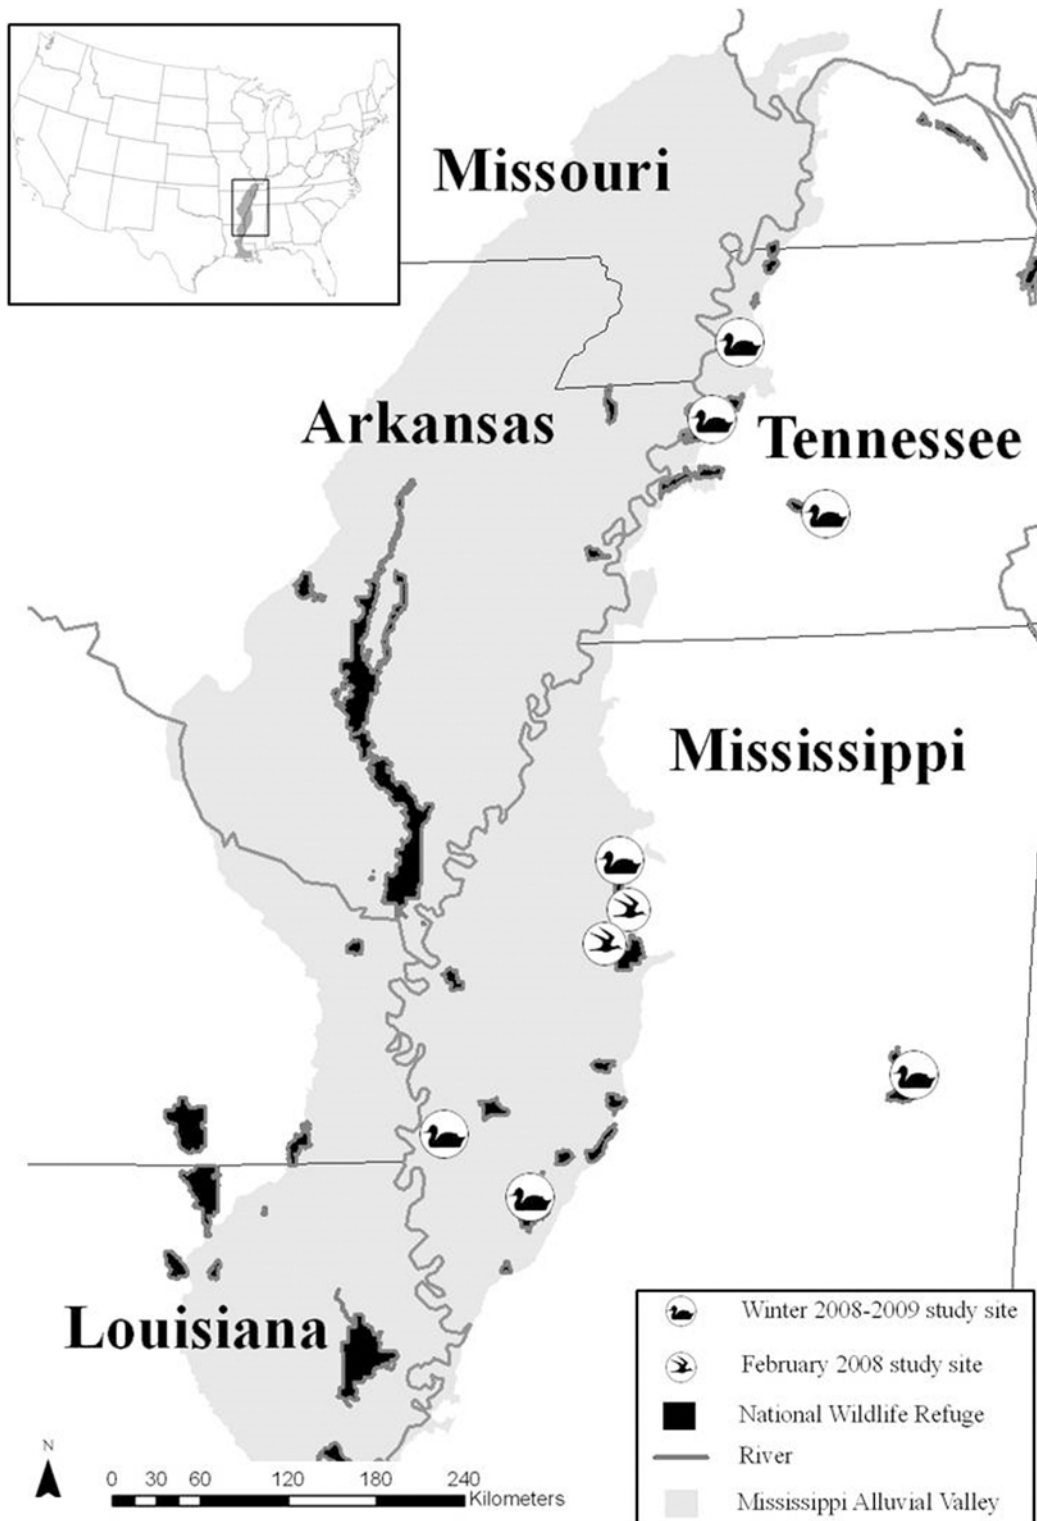 Missouri
Arkansas
Tennessee
Mississippi
Louisiana
Winter 2008-2009 study site
February 2008 study site
National Wildlife Refuge
River
Mississippi Alluvial Valley
N
0 30 60 120 180 240
Kilometers